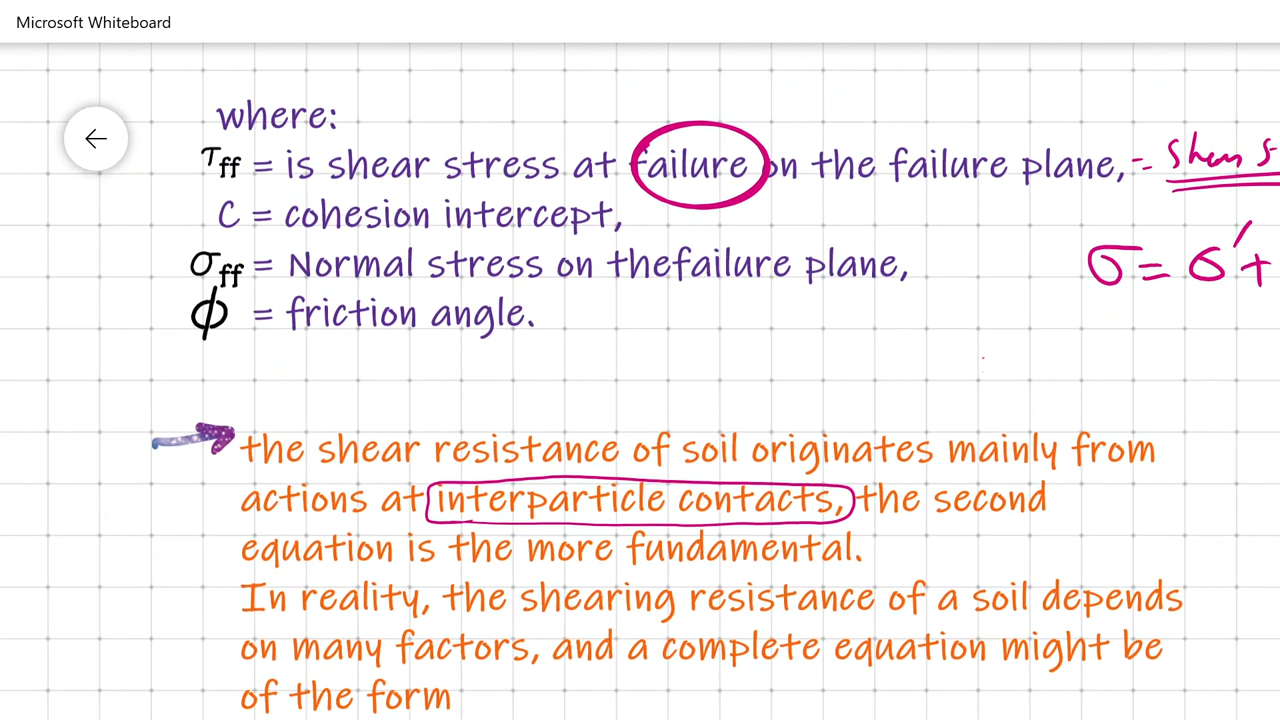 Microsoft Whiteboard
where:
τff = is shear stress at failure on the failure plane, = shear s
C = cohesion intercept,
σff = Normal stress on thefailure plane,
σ = σ' +
ϕ = friction angle.
the shear resistance of soil originates mainly from
actions at interparticle contacts, the second
equation is the more fundamental.
In reality, the shearing resistance of a soil depends
on many factors, and a complete equation might be
of the form